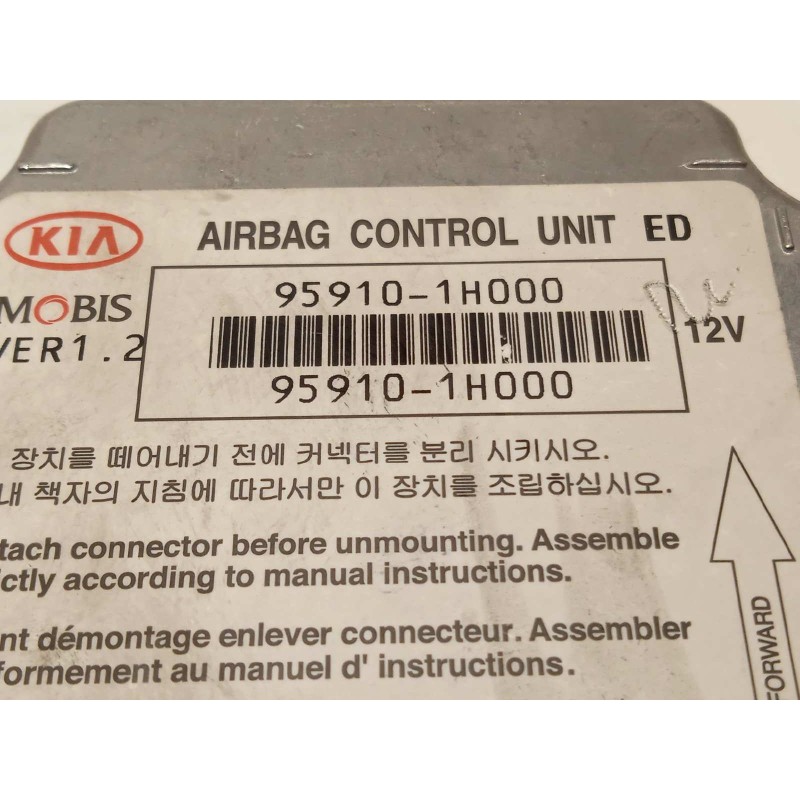 KIA
AIRBAG CONTROL UNIT ED
95910-1H000
MOBIS
VER1.2
12V
95910-1H000
장치를 떼어내기 전에 커넥터를 분리 시키시오.
내 책자의 지침에 따라서만 이 장치를 조립하십시오.
tach connector before unmounting. Assemble
ctly according to manual instructions.
nt démontage enlever connecteur. Assembler
formement au manuel d' instructions.
FORWARD